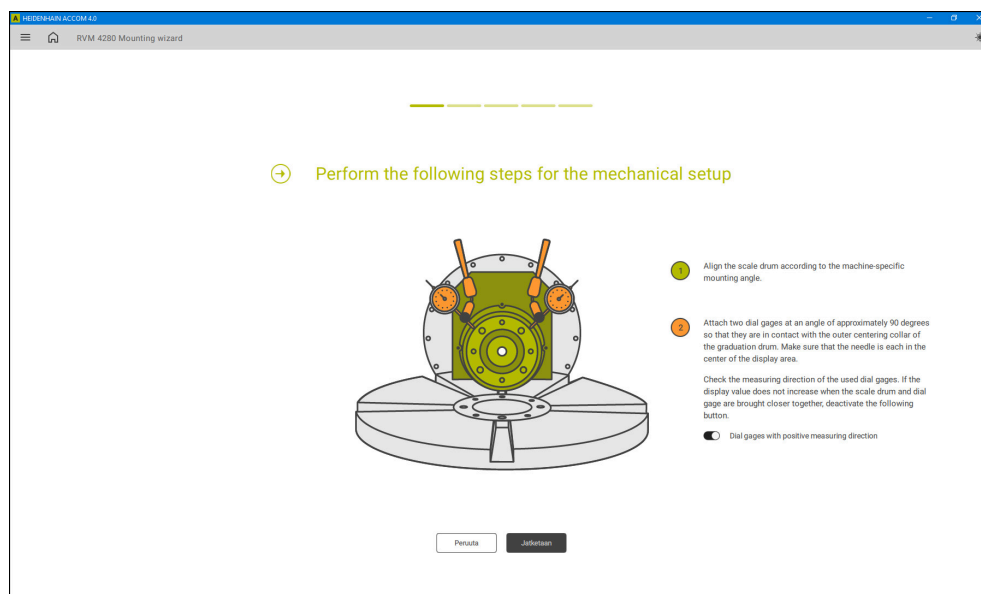 A HEIDENHAIN ACCOM 4.0
RVM 4280 Mounting wizard
Perform the following steps for the mechanical setup
1 Align the scale drum according to the machine-specific
mounting angle.
2 Attach two dial gages at an angle of approximately 90 degrees
so that they are in contact with the outer centering collar of
the graduation drum. Make sure that the needle is each in the
center of the display area.
Check the measuring direction of the used dial gages. If the
display value does not increase when the scale drum and dial
gage are brought closer together, deactivate the following
button.
Dial gages with positive measuring direction
Peruuta
Jatketaan